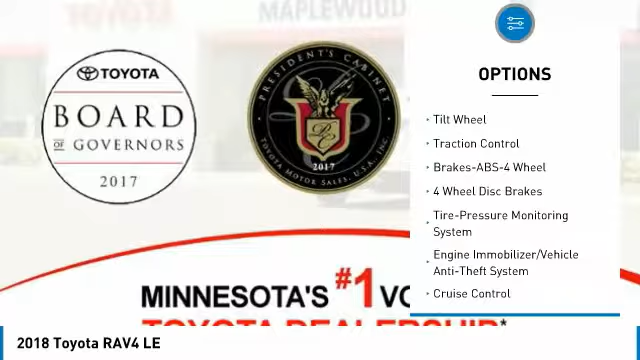 MAPLEWOOD
TOYOTA
BOARD
OF GOVERNORS
2017
PRESIDENT'S CABINET
2017
TOYOTA MOTOR SALES, U.S.A., INC.
MINNESOTA'S #1
TOYOTA DEALERSHIP*
OPTIONS
• Tilt Wheel
• Traction Control
• Brakes-ABS-4 Wheel
• 4 Wheel Disc Brakes
• Tire-Pressure Monitoring
System
• Engine Immobilizer/Vehicle
Anti-Theft System
• Cruise Control
2018 Toyota RAV4 LE